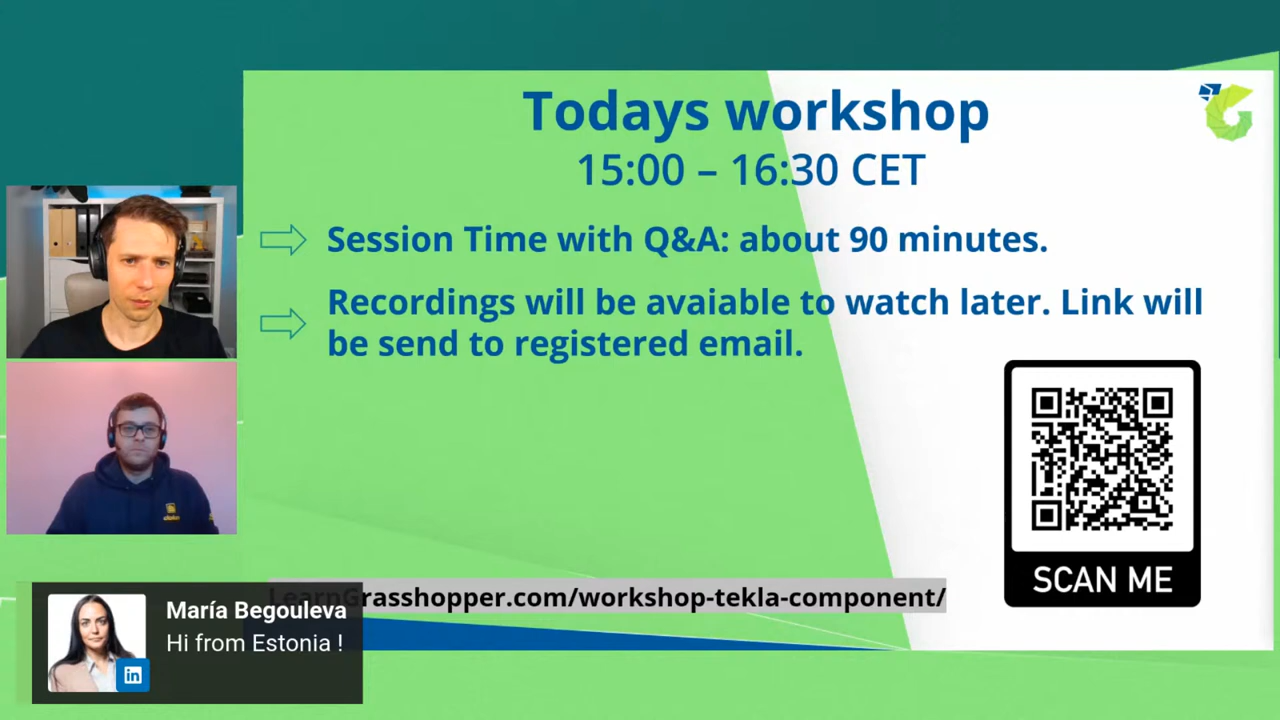 Todays workshop
15:00 – 16:30 CET
Session Time with Q&A: about 90 minutes.
Recordings will be avaiable to watch later. Link will
be send to registered email.
SCAN ME
LearnGrasshopper.com/workshop-tekla-component/
María Begouleva
Hi from Estonia !
in